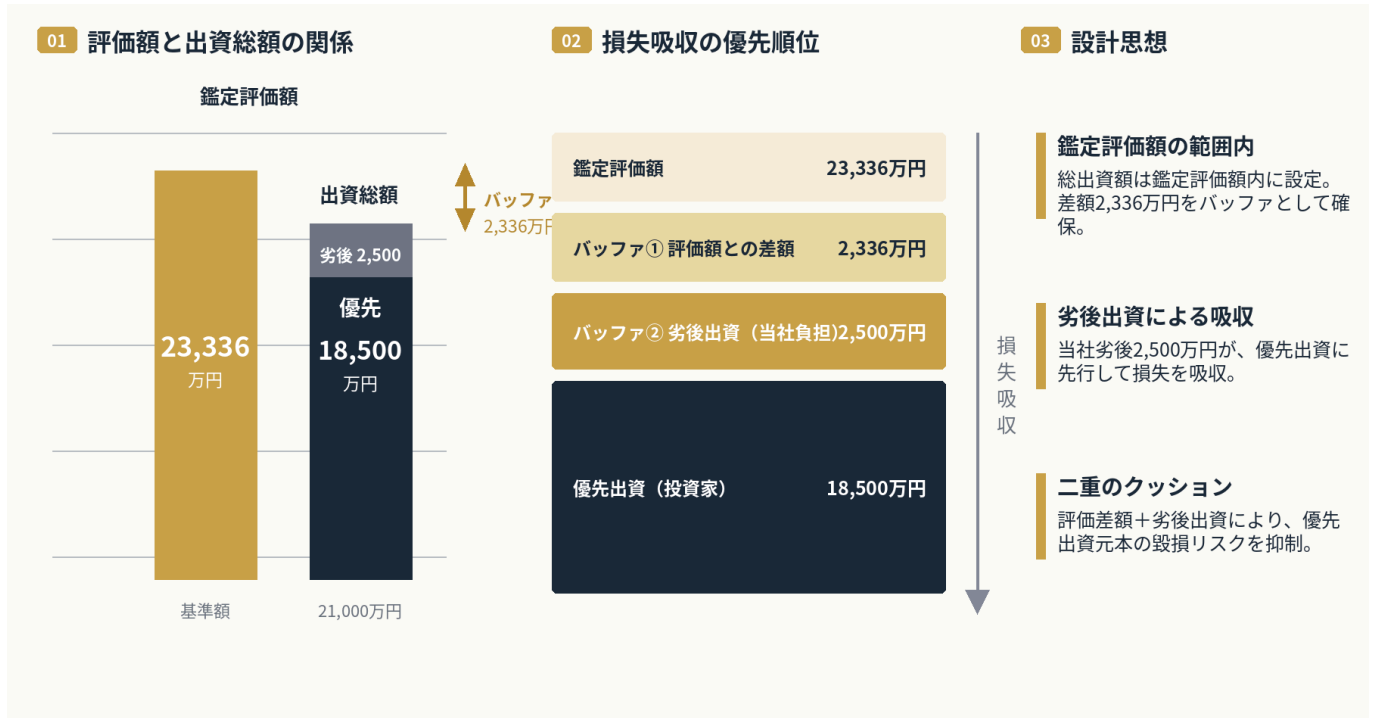 01 評価額と出資総額の関係
鑑定評価額
出資総額
バッファ
2,336万円
劣後 2,500
優先
23,336
万円
18,500
万円
基準額
21,000万円
02 損失吸収の優先順位
鑑定評価額 23,336万円
バッファ① 評価額との差額 2,336万円
バッファ② 劣後出資（当社負担）2,500万円
優先出資（投資家） 18,500万円
損失吸収
03 設計思想
鑑定評価額の範囲内
総出資額は鑑定評価額内に設定。
差額2,336万円をバッファとして確
保。
劣後出資による吸収
当社劣後2,500万円が、優先出資に
先行して損失を吸収。
二重のクッション
評価差額＋劣後出資により、優先
出資元本の毀損リスクを抑制。